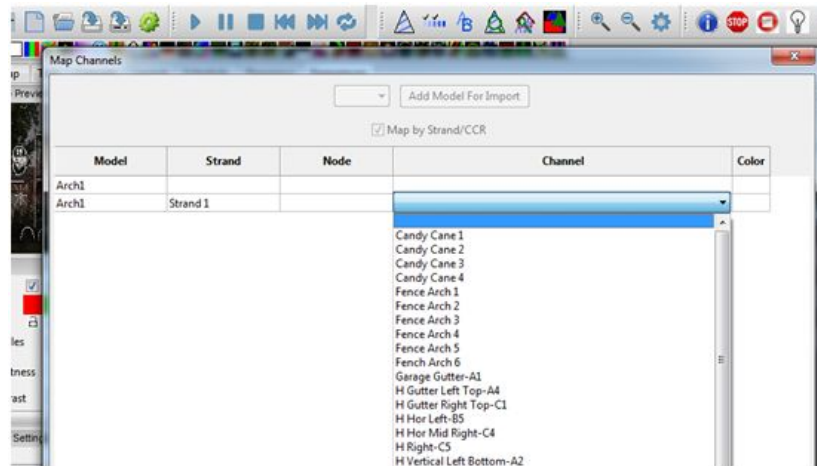 Map Channels
Add Model For Import
Map by Strand/CCR
Model Strand Node Channel Color
Arch1
Arch1 Strand 1
Candy Cane 1
Candy Cane 2
Candy Cane 3
Candy Cane 4
Fence Arch 1
Fence Arch 2
Fence Arch 3
Fence Arch 4
Fence Arch 5
Fench Arch 6
Garage Gutter-A1
H Gutter Left Top-A4
H Gutter Right Top-C1
H Hor Left-B5
H Hor Mid Right-C4
H Right-C5
H Vertical Left Bottom-A2
STOP
ap
Previe
les
tness
ast
Setting